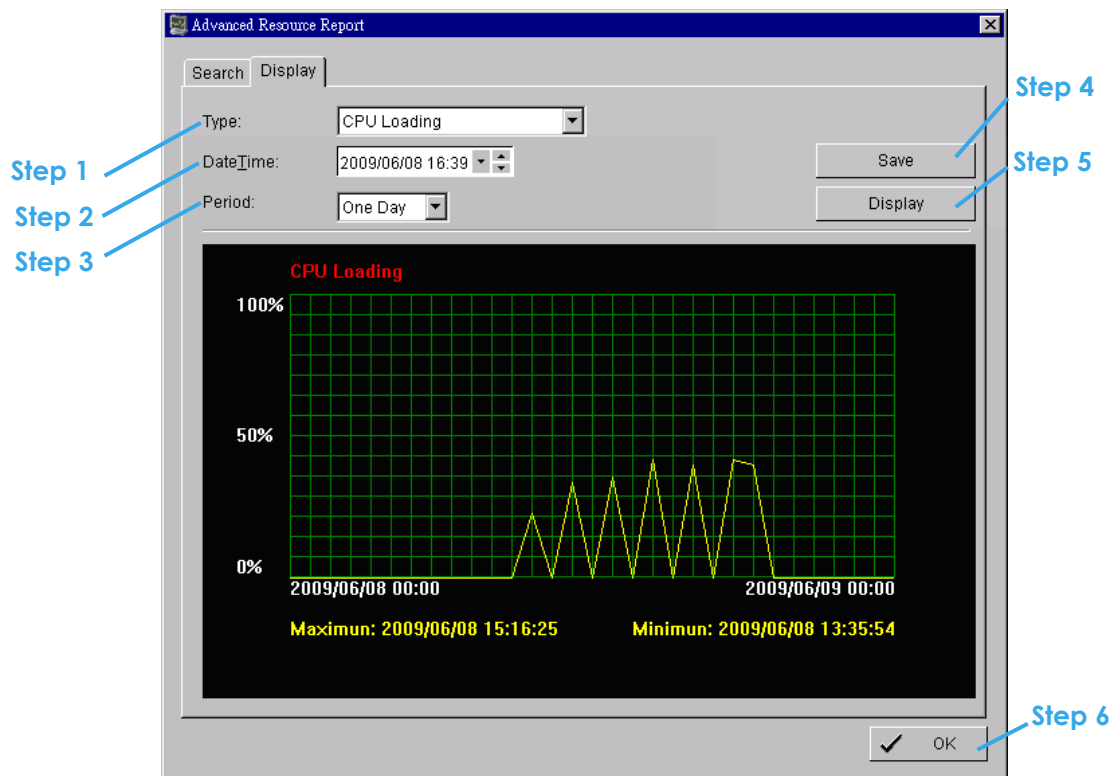 Advanced Resource Report
Search Display
Step 4
Type: CPU Loading
Step 1
DateTime: 2009/06/08 16:39 Save
Step 5
Step 2
Period: One Day Display
Step 3
CPU Loading
100%
50%
0%
2009/06/08 00:00 2009/06/09 00:00
Maximun: 2009/06/08 15:16:25 Minimun: 2009/06/08 13:35:54
Step 6
OK